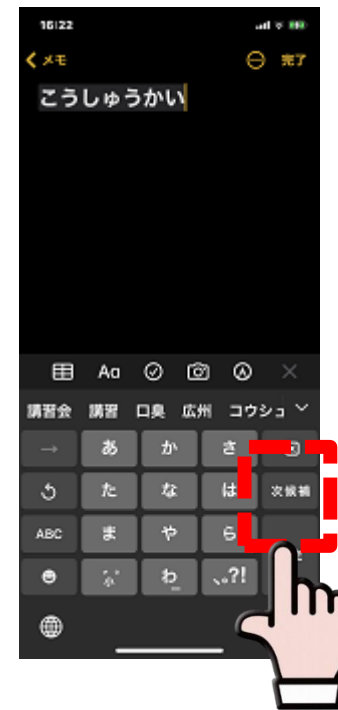 16:22
メモ
完了
こうしゅうかい
Aa
講習会 講習 口臭 広州 コウシュ
→ あ か さ
た な は 次候補
ABC ま や ら
小 わ 、。?!